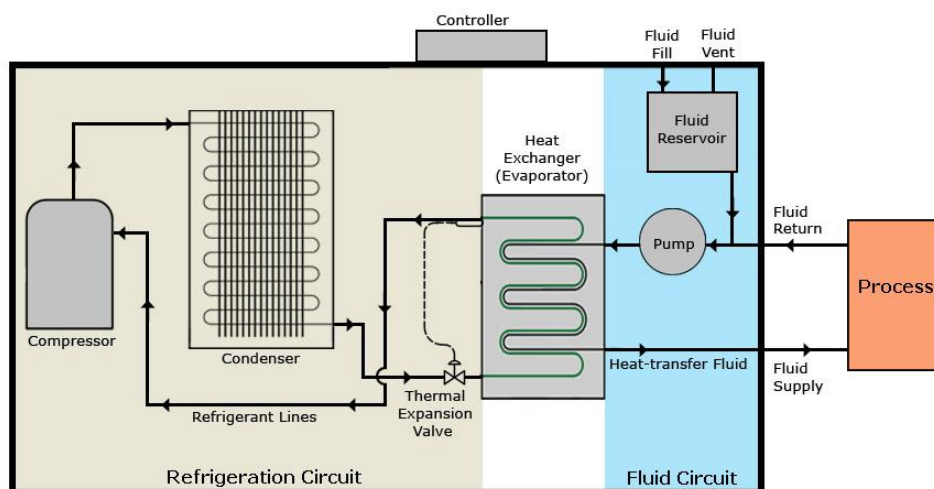 Controller
Fluid
Fill
Fluid
Vent
Fluid
Reservoir
Heat
Exchanger
(Evaporator)
Pump
Fluid
Return
Process
Compressor
Condenser
Heat-transfer Fluid
Fluid
Supply
Thermal
Expansion
Valve
Refrigerant Lines
Refrigeration Circuit
Fluid Circuit